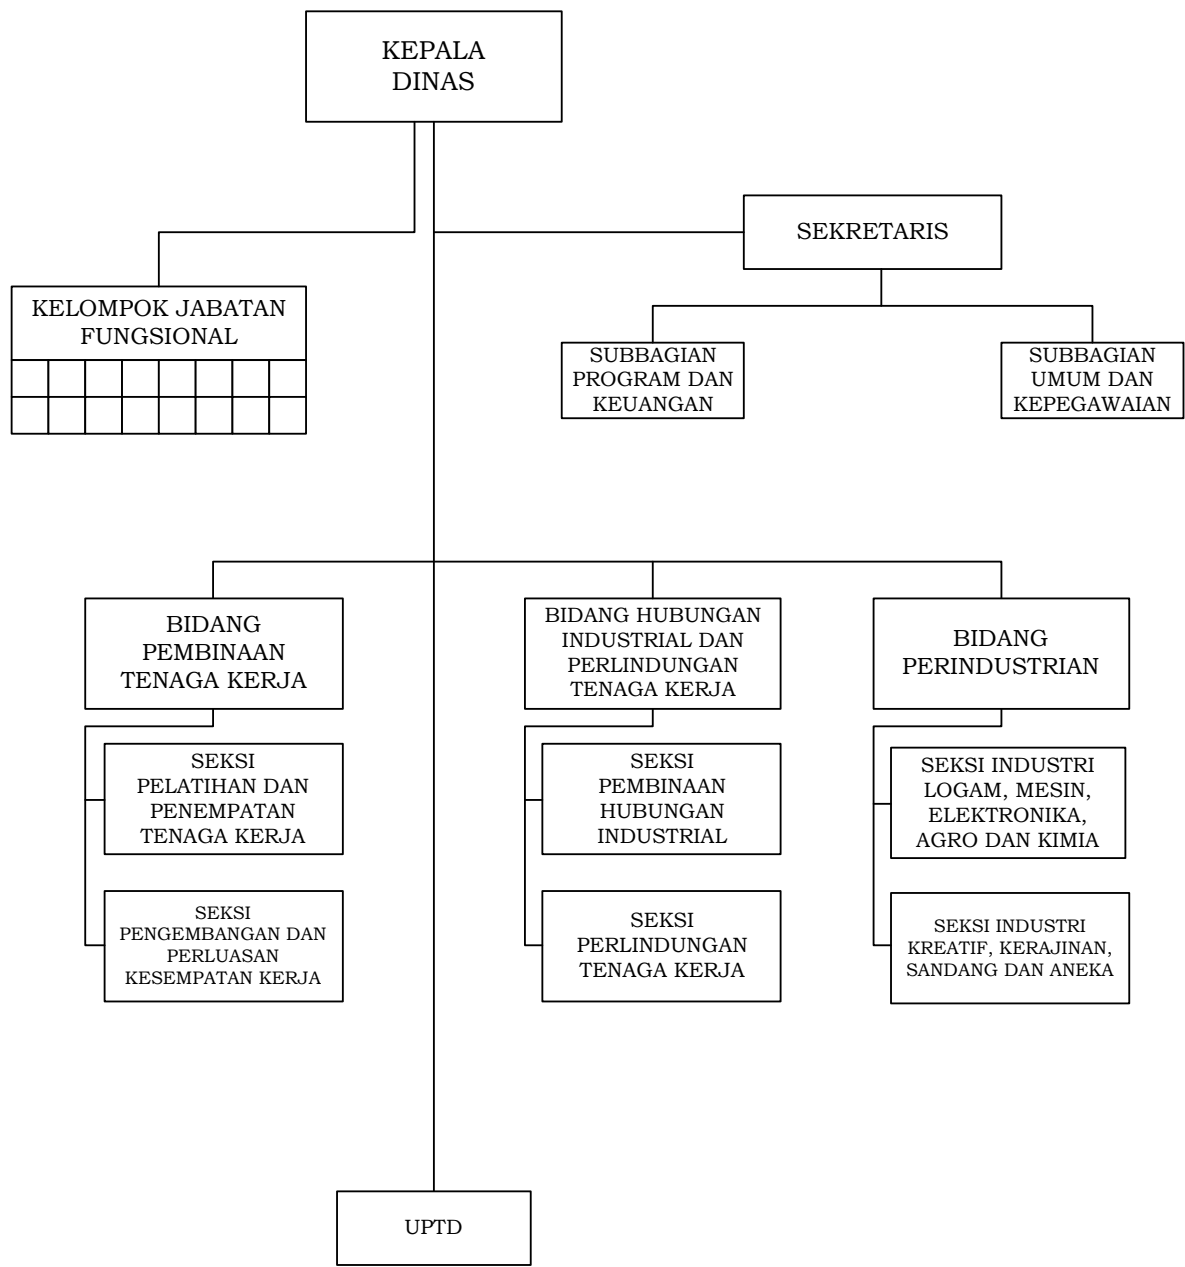 KEPALA
DINAS
SEKRETARIS
KELOMPOK JABATAN
FUNGSIONAL
SUBBAGIAN
PROGRAM DAN
KEUANGAN
SUBBAGIAN
UMUM DAN
KEPEGAWAIAN
BIDANG
PEMBINAAN
TENAGA KERJA
BIDANG HUBUNGAN
INDUSTRIAL DAN
PERLINDUNGAN
TENAGA KERJA
BIDANG
PERINDUSTRIAN
SEKSI
PELATIHAN DAN
PENEMPATAN
TENAGA KERJA
SEKSI
PEMBINAAN
HUBUNGAN
INDUSTRIAL
SEKSI INDUSTRI
LOGAM, MESIN,
ELEKTRONIKA,
AGRO DAN KIMIA
SEKSI
PENGEMBANGAN DAN
PERLUASAN
KESEMPATAN KERJA
SEKSI
PERLINDUNGAN
TENAGA KERJA
SEKSI INDUSTRI
KREATIF, KERAJINAN,
SANDANG DAN ANEKA
UPTD